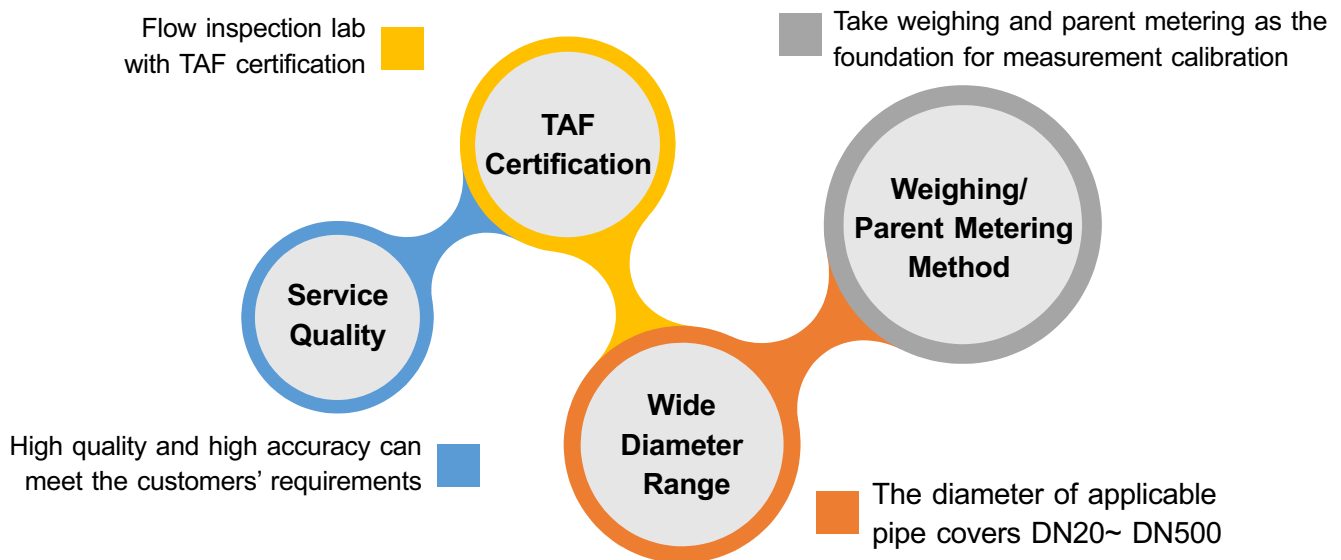 Flow inspection lab
with TAF certification
Take weighing and parent metering as the
foundation for measurement calibration
TAF
Certification
Weighing/
Parent Metering
Method
Service
Quality
Wide
Diameter
Range
High quality and high accuracy can
meet the customers’ requirements
The diameter of applicable
pipe covers DN20~ DN500